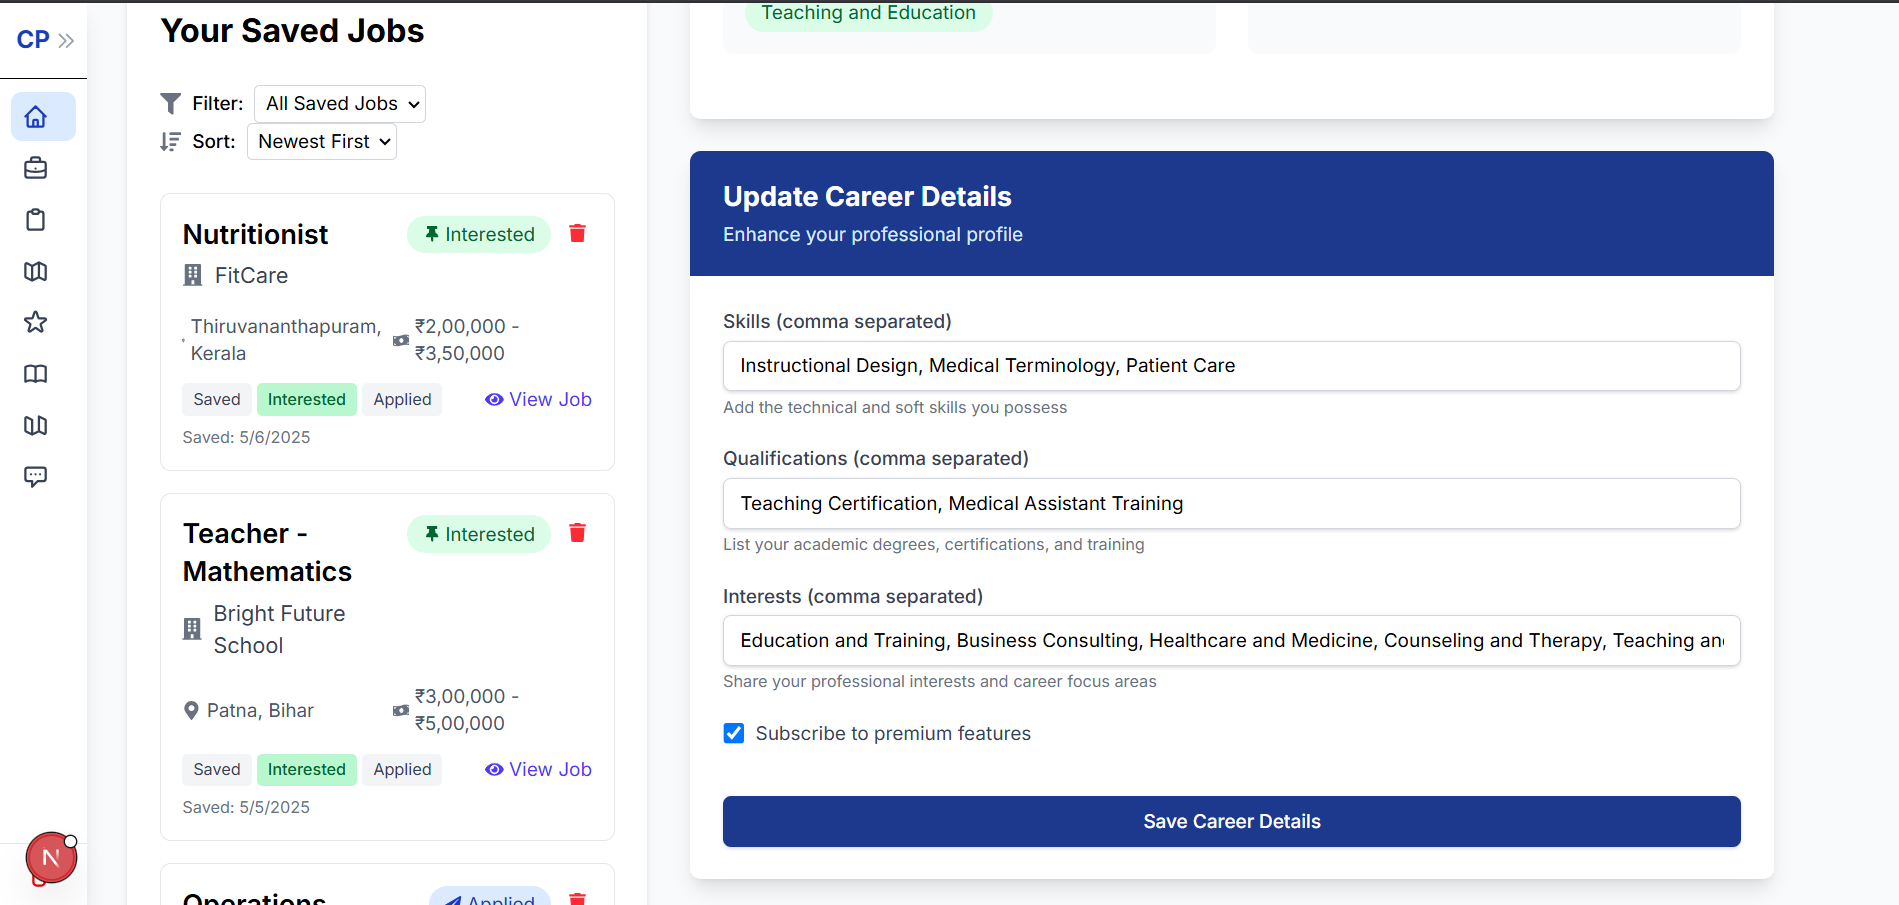 CP
Your Saved Jobs
Filter: All Saved Jobs
Sort: Newest First
Nutritionist
Interested
FitCare
Thiruvananthapuram,
Kerala
₹2,00,000 -
₹3,50,000
Saved Interested Applied View Job
Saved: 5/6/2025
Teacher -
Mathematics
Interested
Bright Future
School
Patna, Bihar
₹3,00,000 -
₹5,00,000
Saved Interested Applied View Job
Saved: 5/5/2025
Operations
Applied
N
Teaching and Education
Update Career Details
Enhance your professional profile
Skills (comma separated)
Instructional Design, Medical Terminology, Patient Care
Add the technical and soft skills you possess
Qualifications (comma separated)
Teaching Certification, Medical Assistant Training
List your academic degrees, certifications, and training
Interests (comma separated)
Education and Training, Business Consulting, Healthcare and Medicine, Counseling and Therapy, Teaching an
Share your professional interests and career focus areas
Subscribe to premium features
Save Career Details